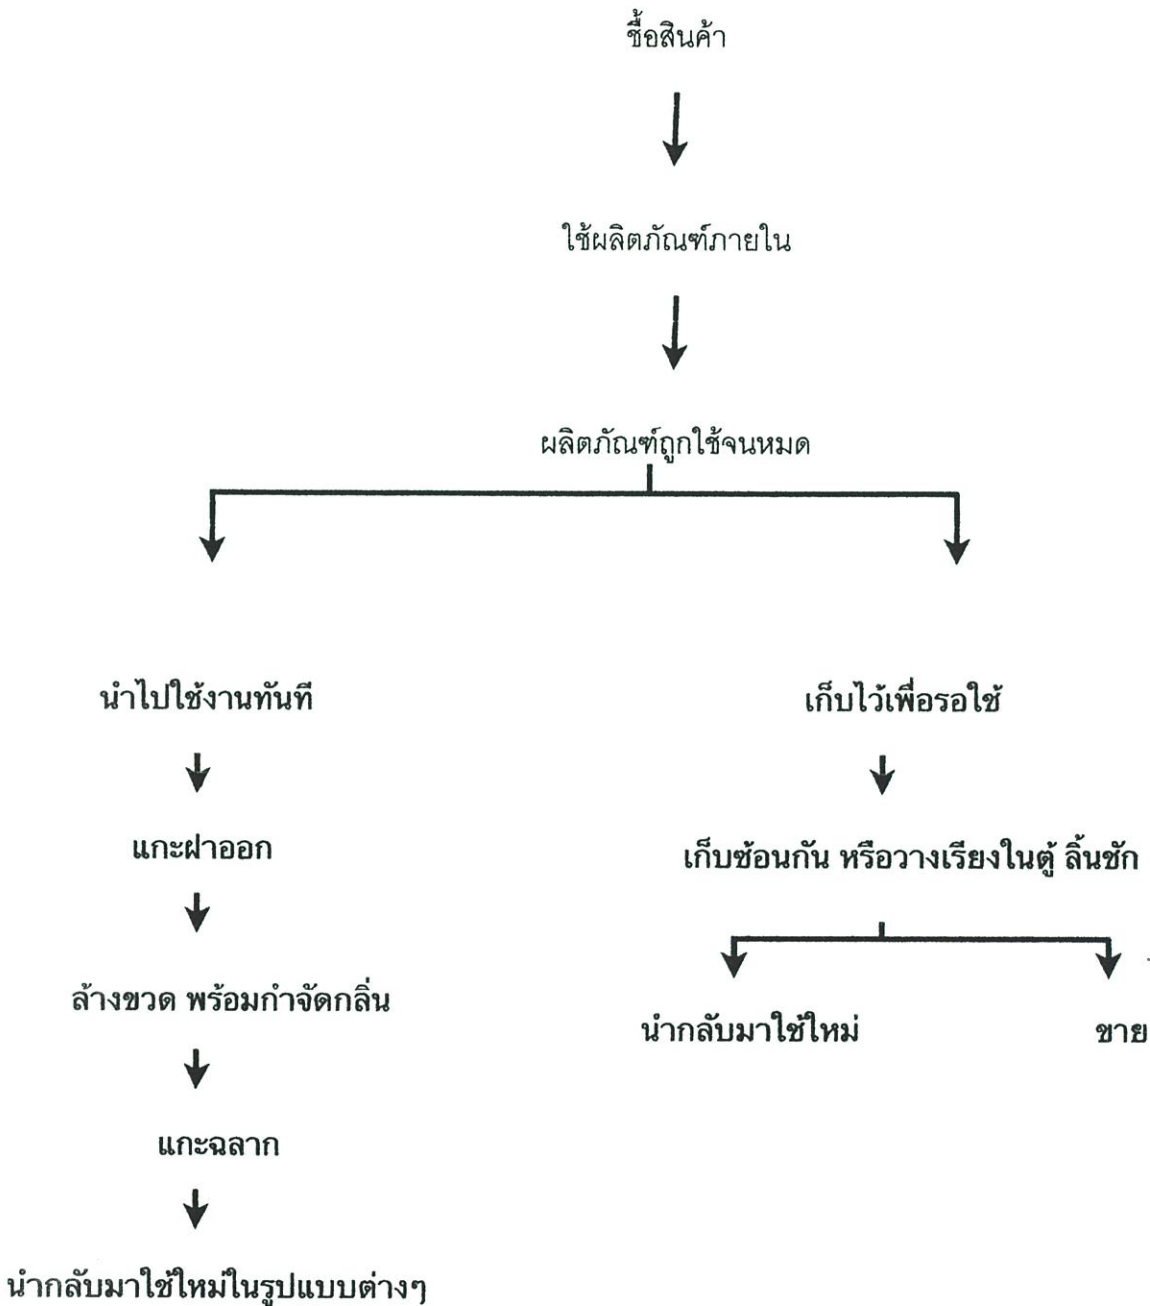 ซื้อสินค้า
ใช้ผลิตภัณฑ์ภายใน
ผลิตภัณฑ์ถูกใช้จนหมด
นำไปใช้งานทันที
แกะฝาออก
ล้างขวด พร้อมกำจัดกลิ่น
แกะฉลาก
นำกลับมาใช้ใหม่ในรูปแบบต่างๆ
เก็บไว้เพื่อรอใช้
เก็บซ้อนกัน หรือวางเรียงในตู้ ลิ้นชัก
นำกลับมาใช้ใหม่
ขาย